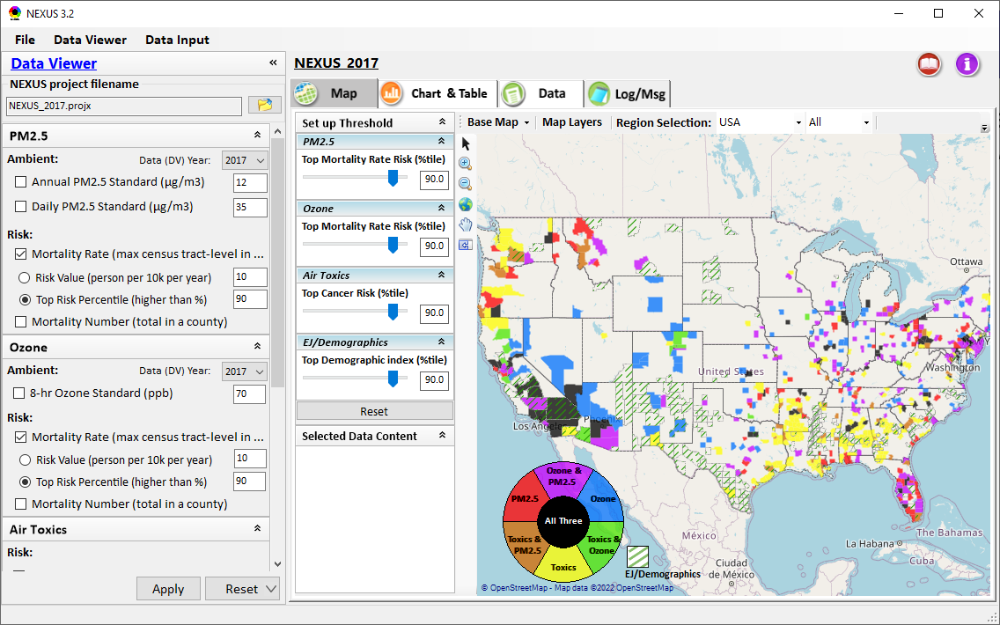 NEXUS 3.2
File Data Viewer Data Input
Data Viewer «
NEXUS project filename
NEXUS_2017.projx
PM2.5
Ambient: Data (DV) Year: 2017
Annual PM2.5 Standard (µg/m3) 12
Daily PM2.5 Standard (µg/m3) 35
Risk:
Mortality Rate (max census tract-level in ...
Risk Value (person per 10k per year) 10
Top Risk Percentile (higher than %) 90
Mortality Number (total in a county)
Ozone
Ambient: Data (DV) Year: 2017
8-hr Ozone Standard (ppb) 70
Risk:
Mortality Rate (max census tract-level in ...
Risk Value (person per 10k per year) 10
Top Risk Percentile (higher than %) 90
Mortality Number (total in a county)
Air Toxics
Risk:
Apply Reset
NEXUS_2017
Map Chart & Table Data Log/Msg
Set up Threshold
PM2.5
Top Mortality Rate Risk (%tile)
90.0
Ozone
Top Mortality Rate Risk (%tile)
90.0
Air Toxics
Top Cancer Risk (%tile)
90.0
EJ/Demographics
Top Demographic index (%tile)
90.0
Reset
Selected Data Content
Base Map Map Layers Region Selection: USA All
Ottawa
Washington
United States
Phoenix
Los Angeles
Ozone & PM2.5
PM2.5
Ozone
All Three
Toxics & PM2.5
Toxics & Ozone
Toxics
EJ/Demographics
México
Ciudad
de México
La Habana
The Bahamas
Cuba
© OpenStreetMap - Map data ©2022 OpenStreetMap